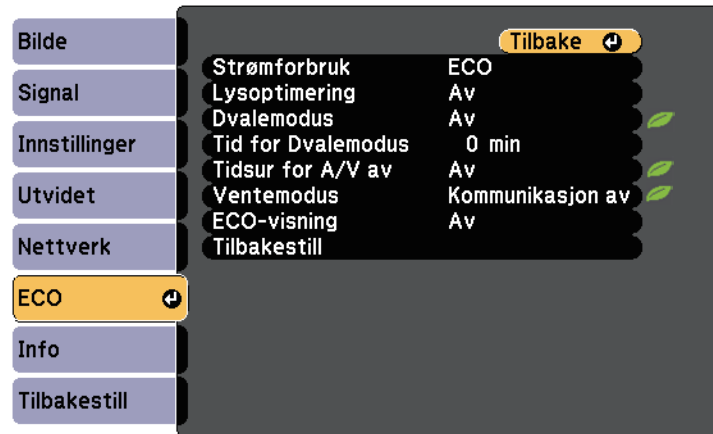 Bilde
Signal
Innstillinger
Utvidet
Nettverk
ECO
Info
Tilbakestill
Tilbake
Strømforbruk ECO
Lysoptimering Av
Dvalemodus Av
Tid for Dvalemodus 0 min
Tidsur for A/V av Av
Ventemodus Kommunikasjon av
ECO-visning Av
Tilbakestill